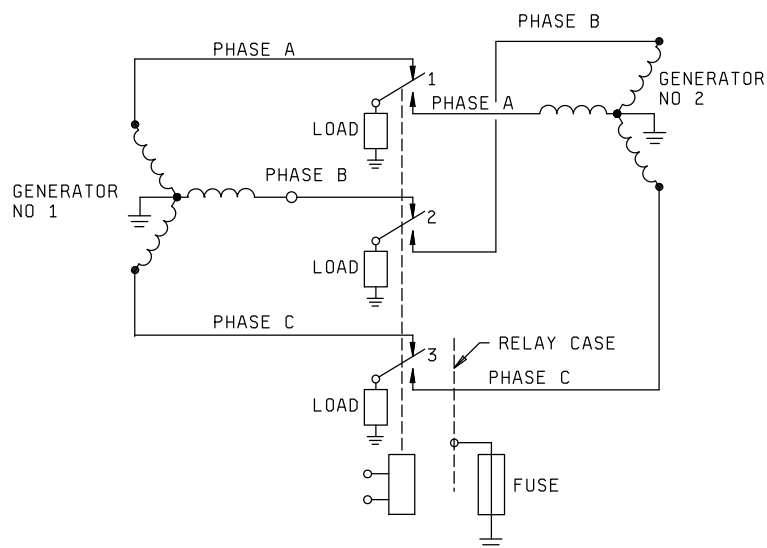 PHASE B
PHASE A
1
GENERATOR
NO 2
PHASE A
LOAD
PHASE B
GENERATOR
NO 1
2
LOAD
PHASE C
3
RELAY CASE
PHASE C
LOAD
FUSE